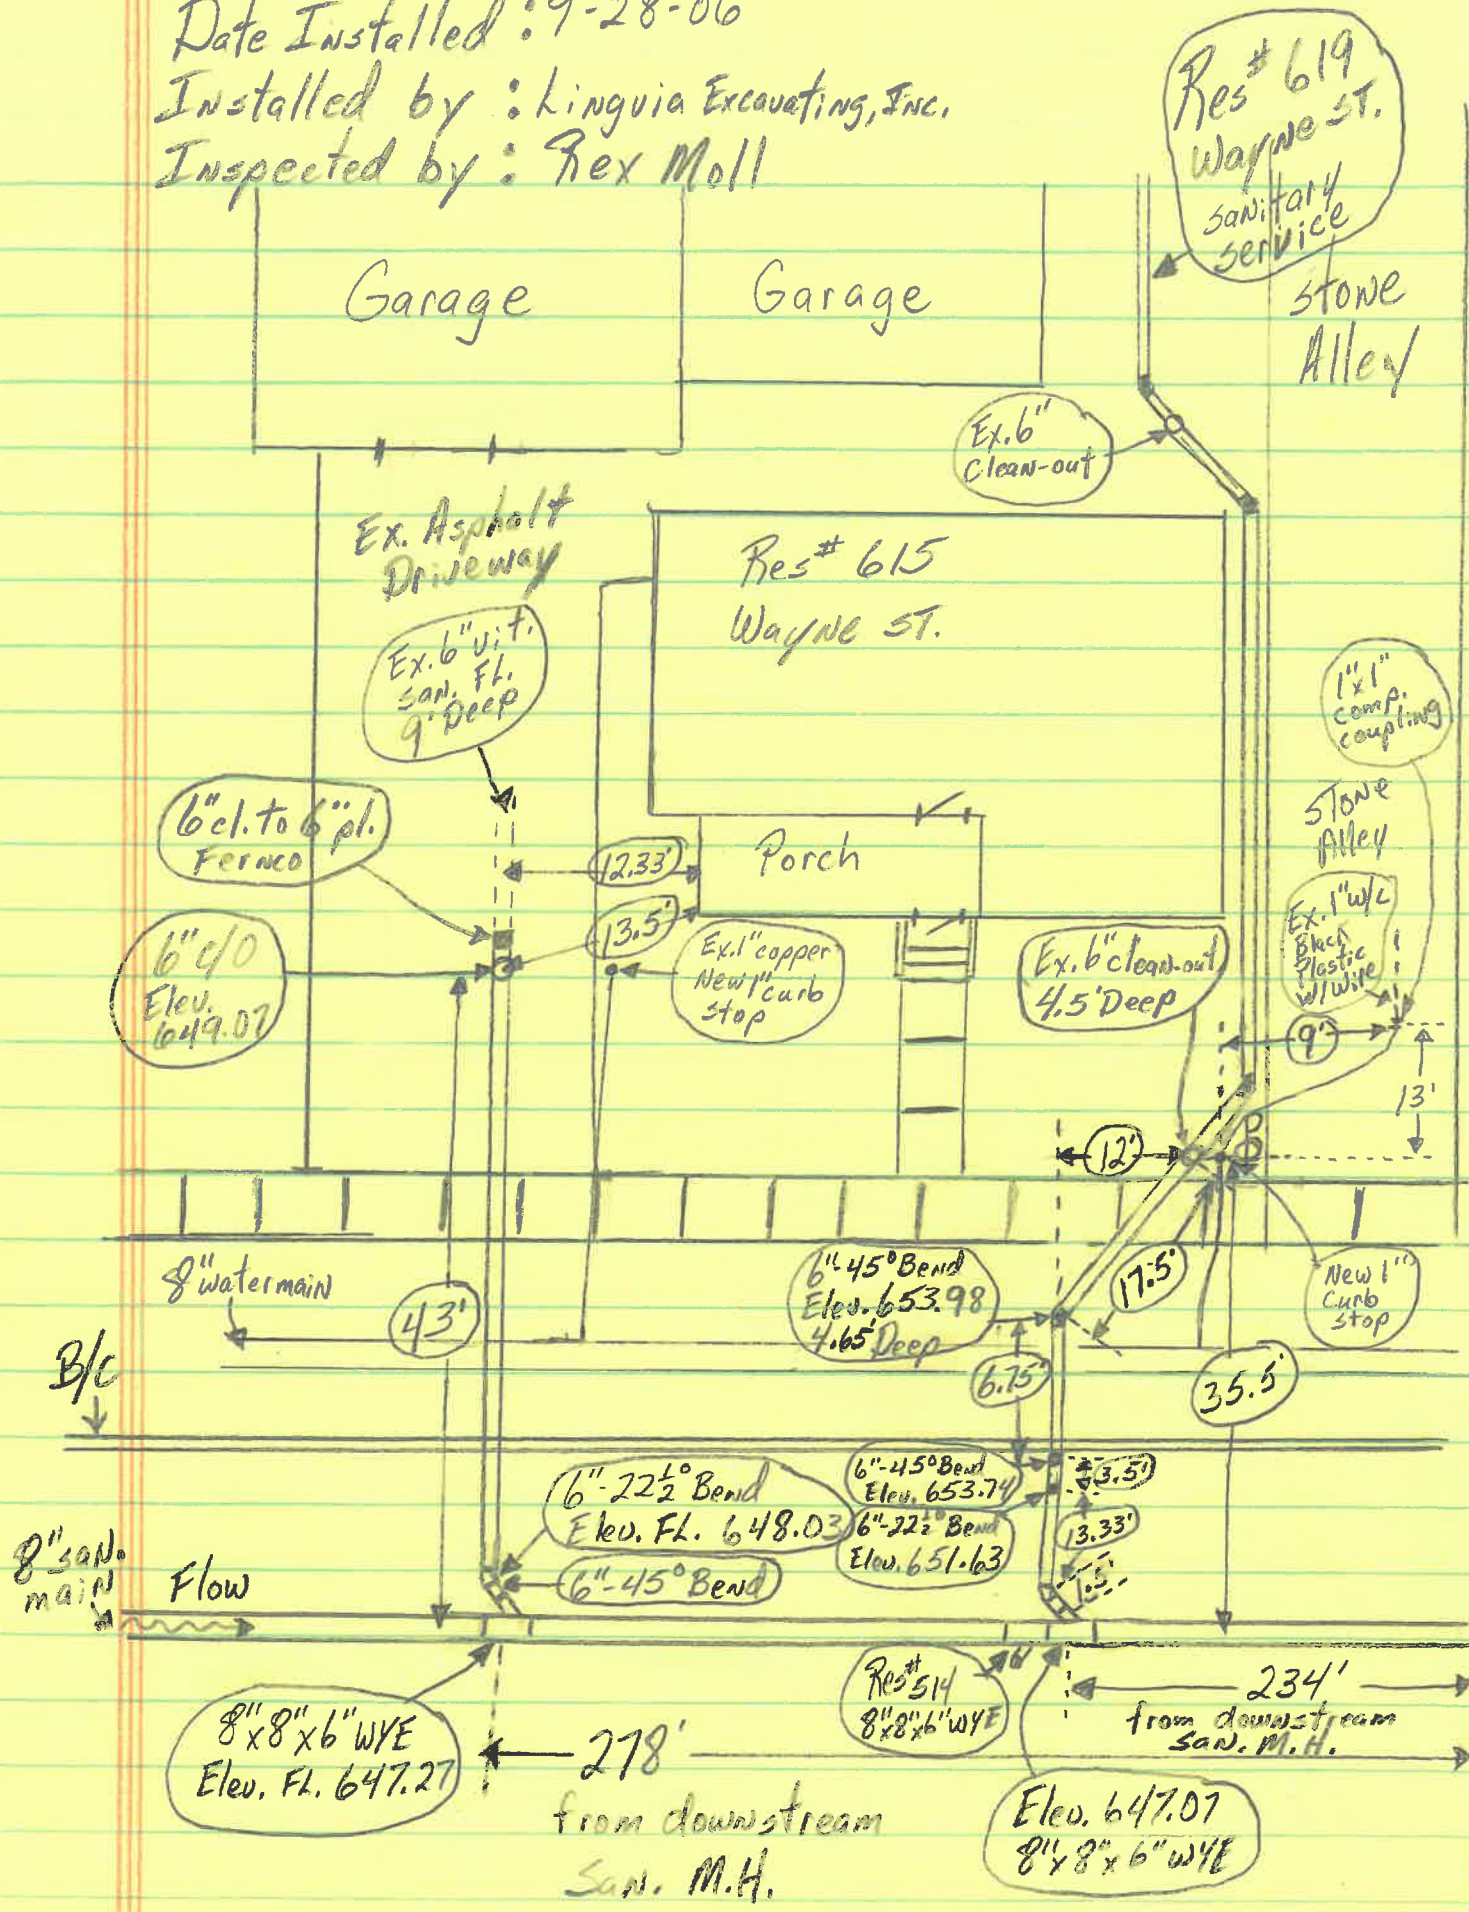 Date Installed : 9-28-06
Installed by : Linguia Excavating, Inc.
Inspected by : Rex Moll
Res# 619
Wayne ST.
sanitary
service
Garage
Garage
Stone
Alley
Ex. 6"
Clean-out
Ex. Asphalt
Driveway
Res# 615
Wayne ST.
Ex. 6" vit.
san. FL.
9' Deep
1"x1"
comp.
coupling
6" cl. to 6" pl.
Fernco
12.33'
Porch
Stone
Alley
13.5'
Ex. 1" w/L
Black
Plastic
W/Wire
6" c/o
Elev.
649.07
Ex. 1" copper
New 1" curb
stop
Ex. 6" clean-out
4.5' Deep
9'
13'
12'
8" watermain
43'
6"-45° Bend
Elev. 653.98
4.65' Deep
17.5'
New 1"
Curb
stop
6.75'
35.5'
B/C
6"-22½° Bend
Elev. FL. 648.03
6"-45° Bend
Elev. 653.74
3.5'
6"-22½° Bend
Elev. 651.63
13.33'
8" san.
main
Flow
6"-45° Bend
1.5'
8"x8"x6" WYE
Elev. FL. 647.27
278'
from downstream
San. M.H.
Res# 514
8"x8"x6" WYE
234'
from downstream
San. M.H.
Elev. 647.07
8"x8"x6" WYE